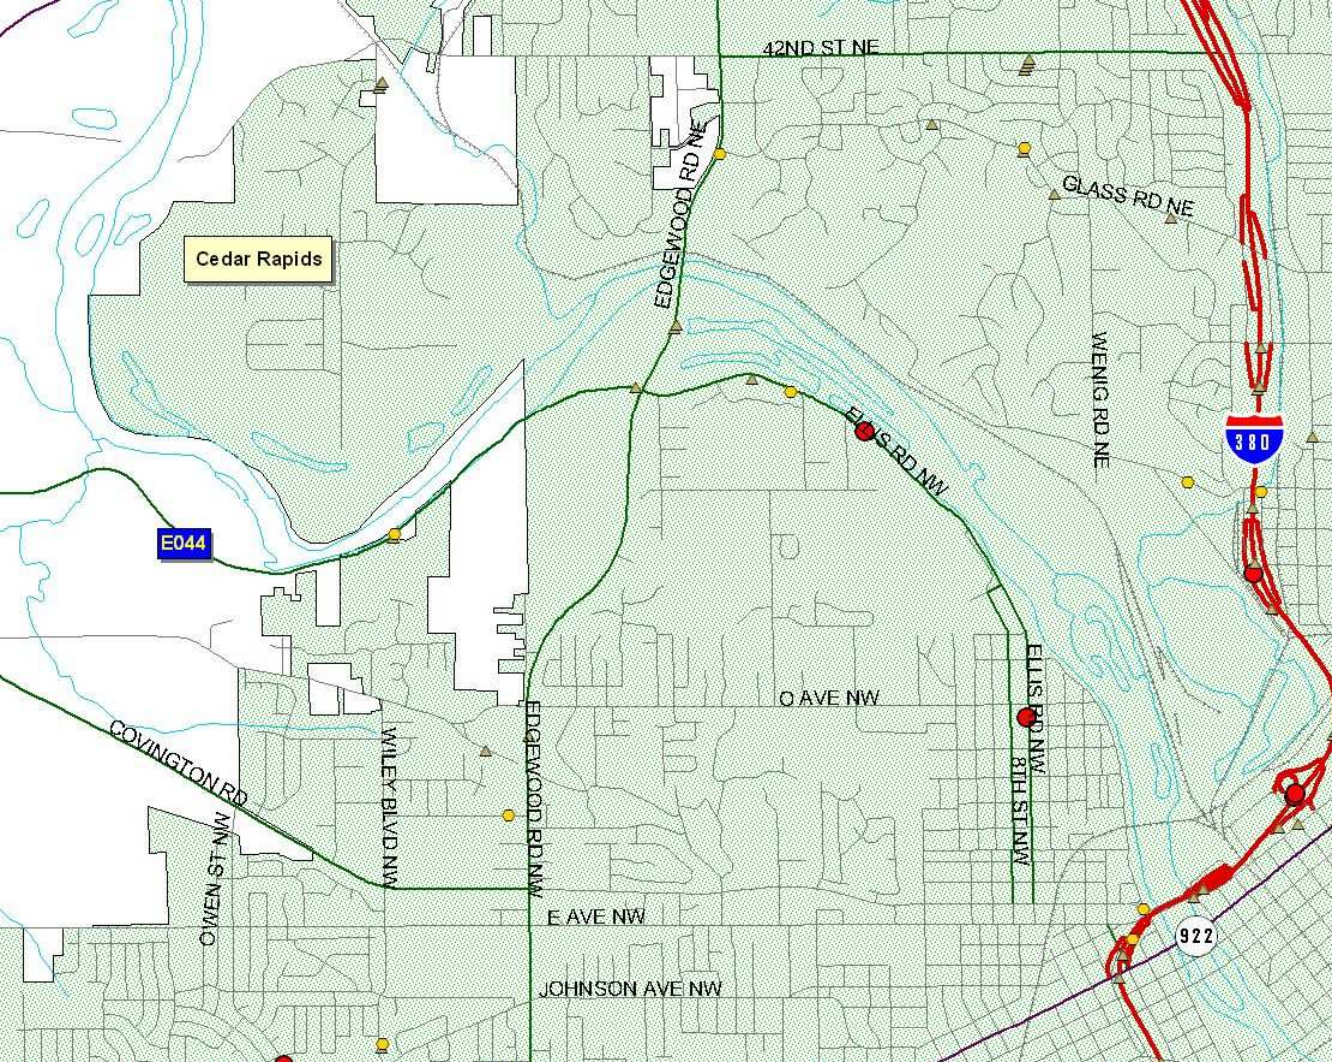 42ND ST NE
EDGEWOOD RD NE
GLASS RD NE
Cedar Rapids
WENIG RD NE
ELLIS RD NW
380
E044
O AVE NW
ELLIS RD NW
8TH ST NW
EDGEWOOD RD NW
WILEY BLVD NW
COVINGTON RD
OWEN ST NW
E AVE NW
922
JOHNSON AVE NW